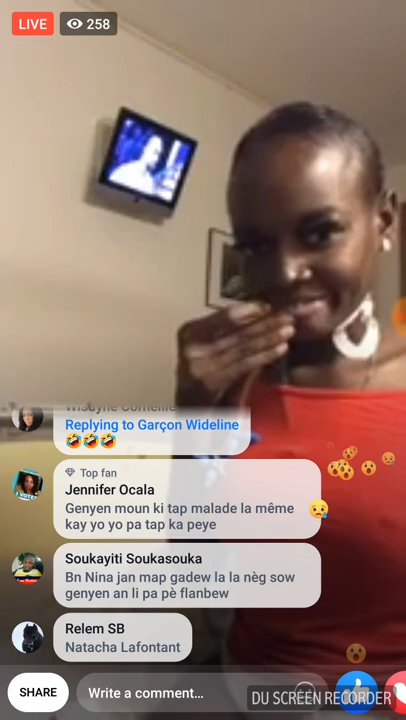 LIVE 258
Wisdyne Corneille
Replying to Garçon Wideline
Top fan
Jennifer Ocala
Genyen moun ki tap malade la même
kay yo yo pa tap ka peye
Soukayiti Soukasouka
Bn Nina jan map gadew la la nèg sow
genyen an li pa pè flanbew
Relem SB
Natacha Lafontant
SHARE Write a comment…
DU SCREEN RECORDER